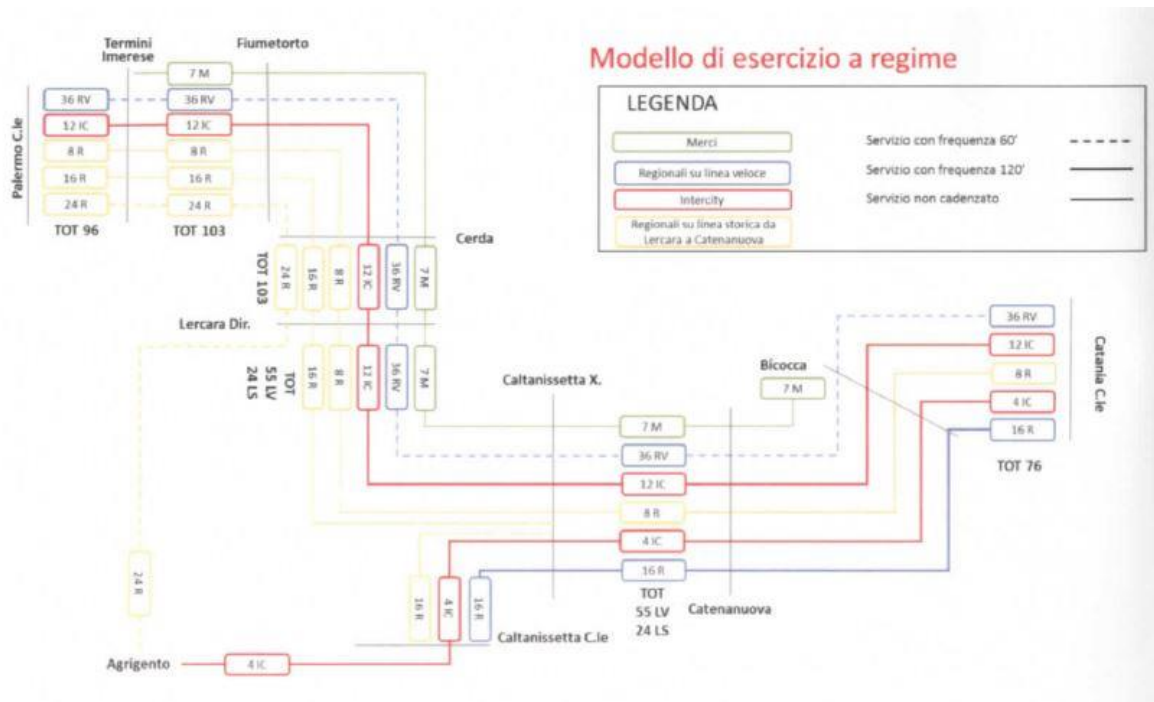 Modello di esercizio a regime
LEGENDA
Merci
Regionali su linea veloce
Intercity
Regionali su linea storica da
Lercara a Catenanuova
Servizio con frequenza 60'
Servizio con frequenza 120'
Servizio non cadenzato
Termini
Imerese
Fiumetorto
Palermo C.le
7 M
36 RV
36 RV
12 IC
12 IC
8 R
8 R
16 R
16 R
24 R
24 R
TOT 96
TOT 103
Cerda
TOT 103
24 R
16 R
8 R
12 IC
36 RV
7 M
Lercara Dir.
TOT
55 LV
24 LS
16 R
8 R
12 IC
36 RV
7 M
Caltanissetta X.
Bicocca
7 M
7 M
36 RV
12 IC
8 R
4 IC
16 R
TOT
55 LV
24 LS
Catenanuova
36 RV
12 IC
8 R
4 IC
16 R
Catania C.le
TOT 76
24 R
16 R
4 IC
16 R
Caltanissetta C.le
Agrigento
4 IC